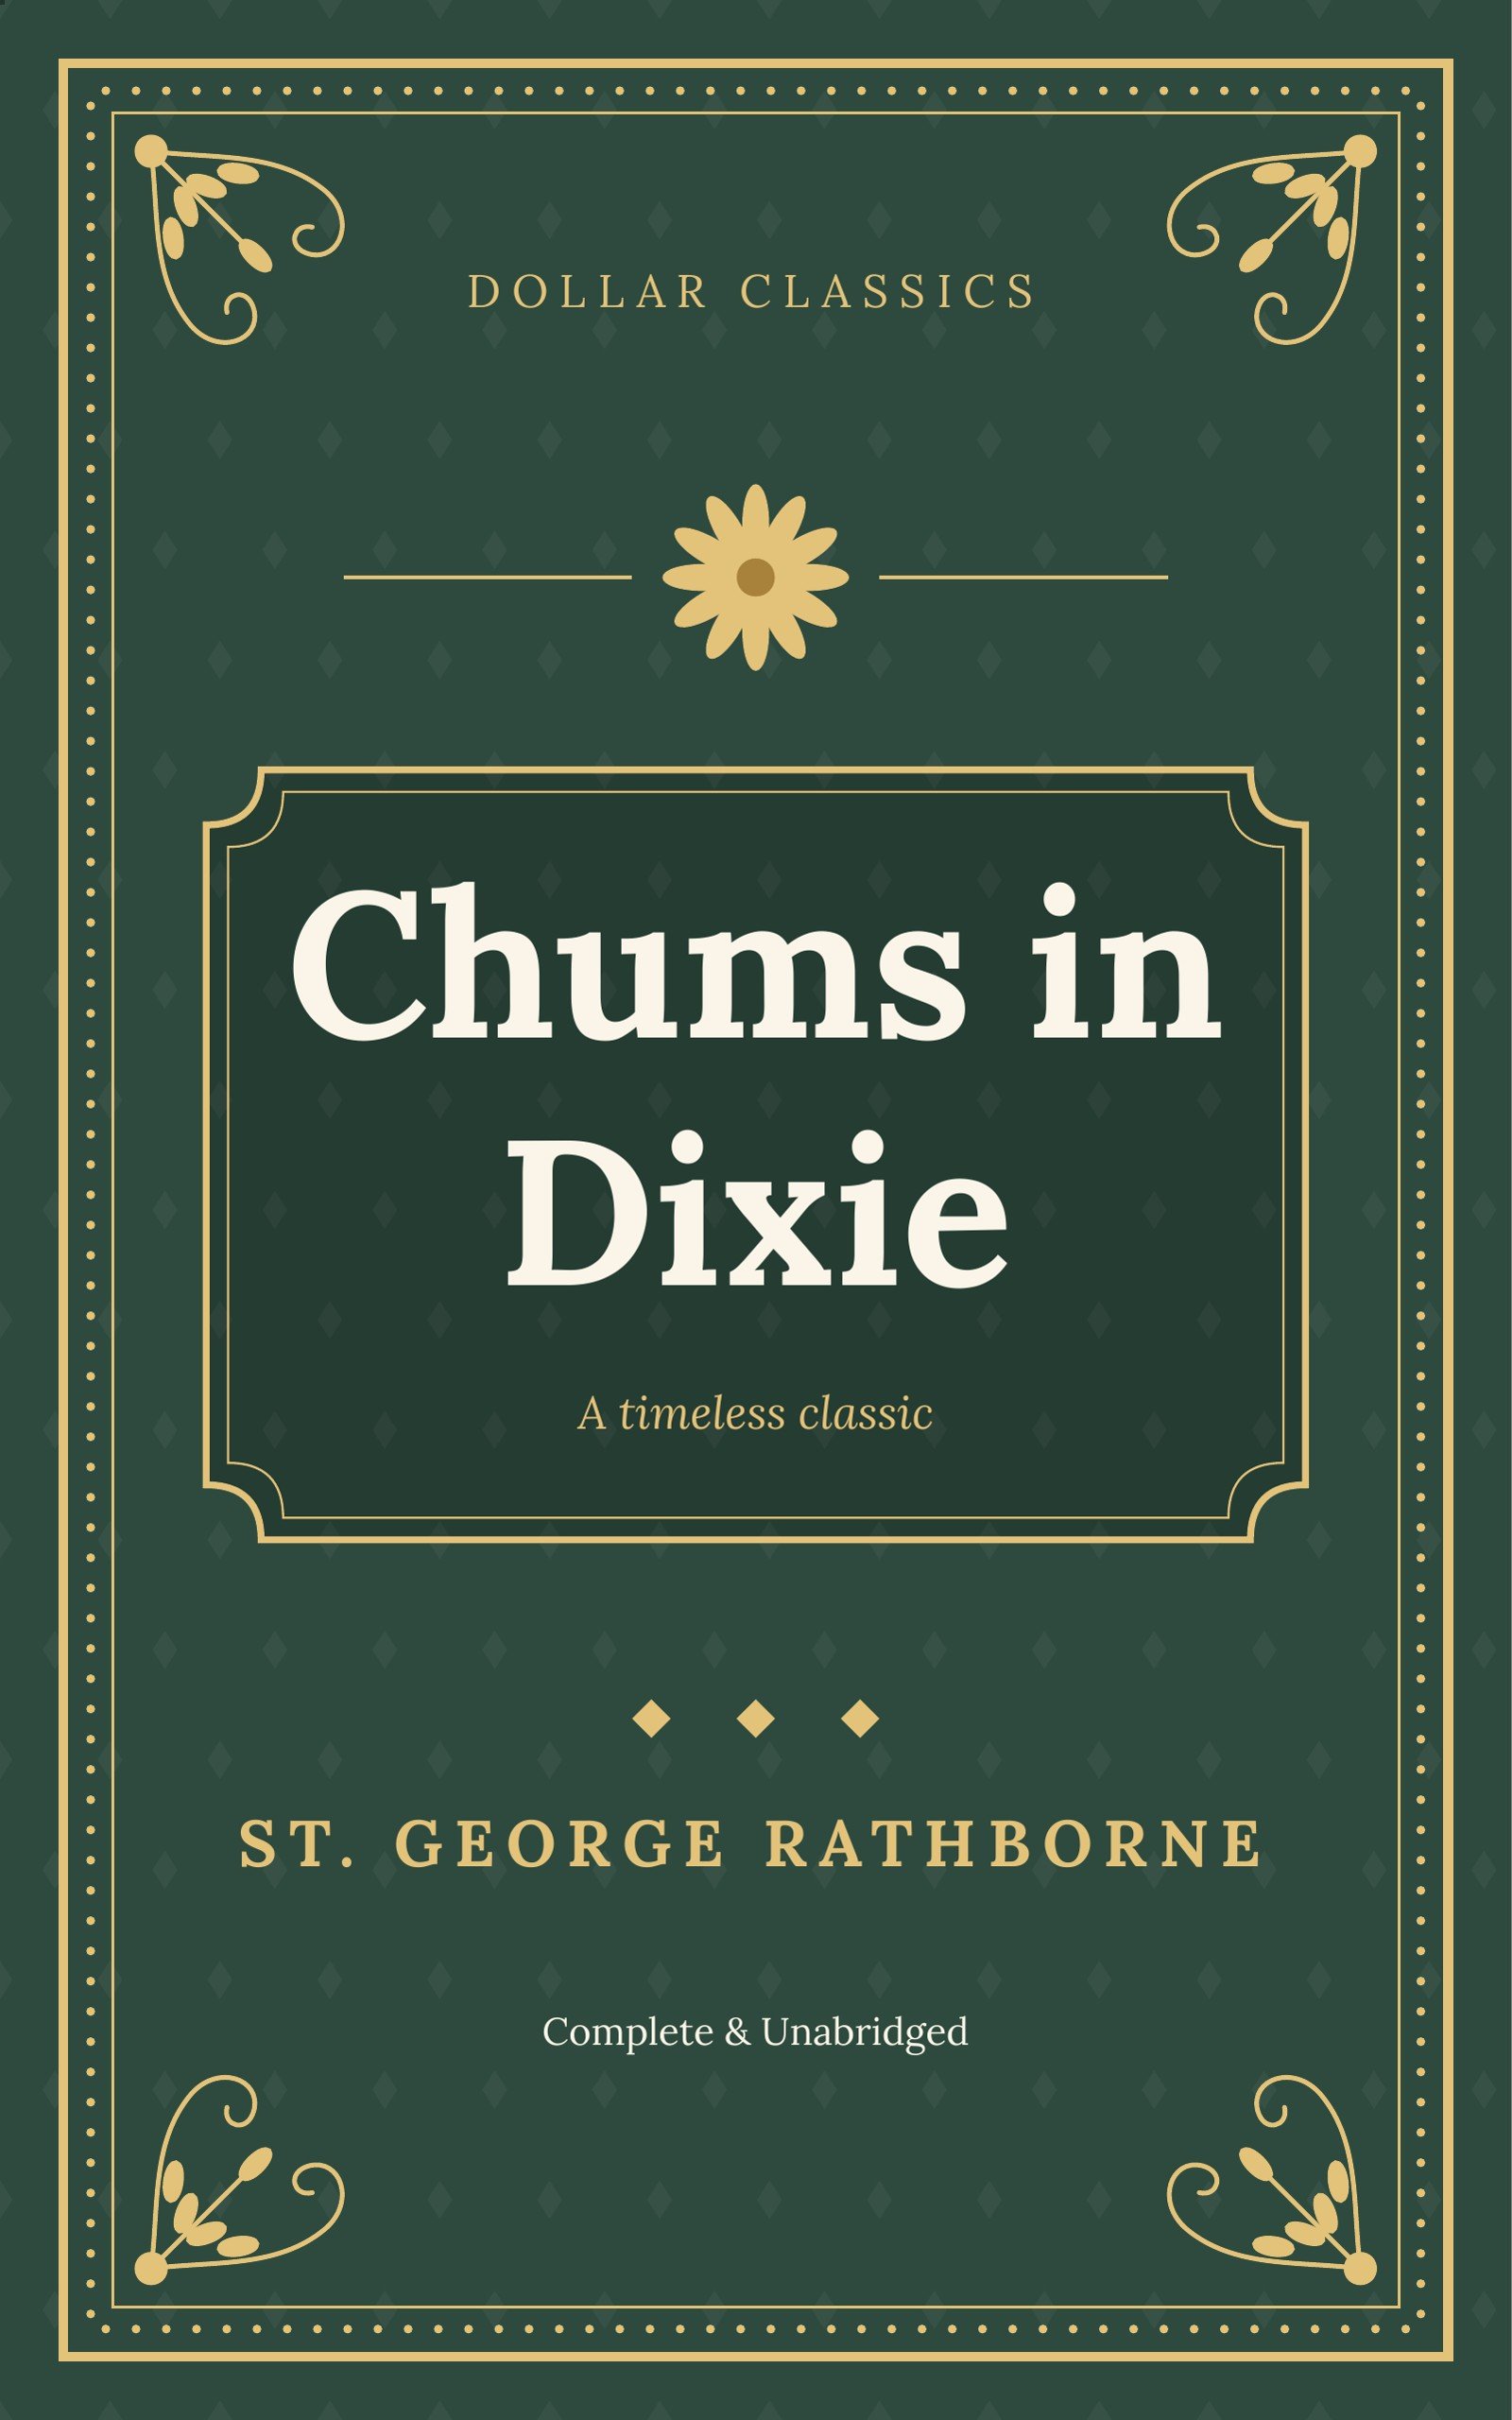 DOLLAR CLASSICS
Chums in
Dixie
A timeless classic
ST. GEORGE RATHBORNE
Complete & Unabridged